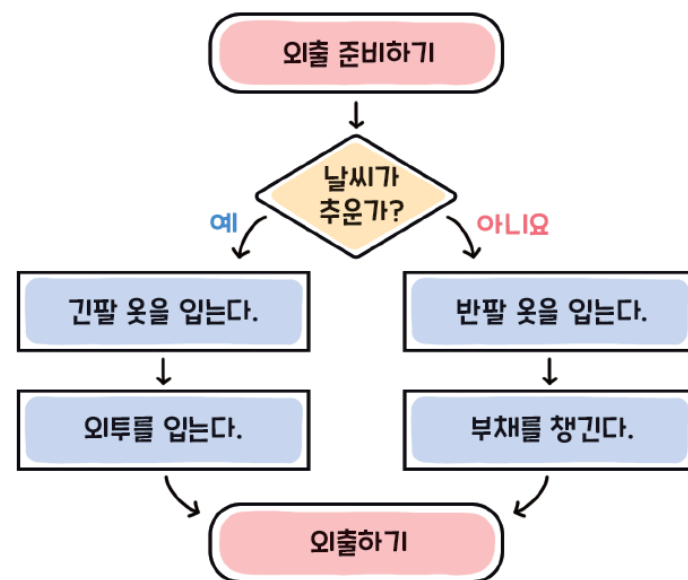 외출 준비하기
날씨가
추운가?
예
아니요
긴팔 옷을 입는다.
반팔 옷을 입는다.
외투를 입는다.
부채를 챙긴다.
외출하기